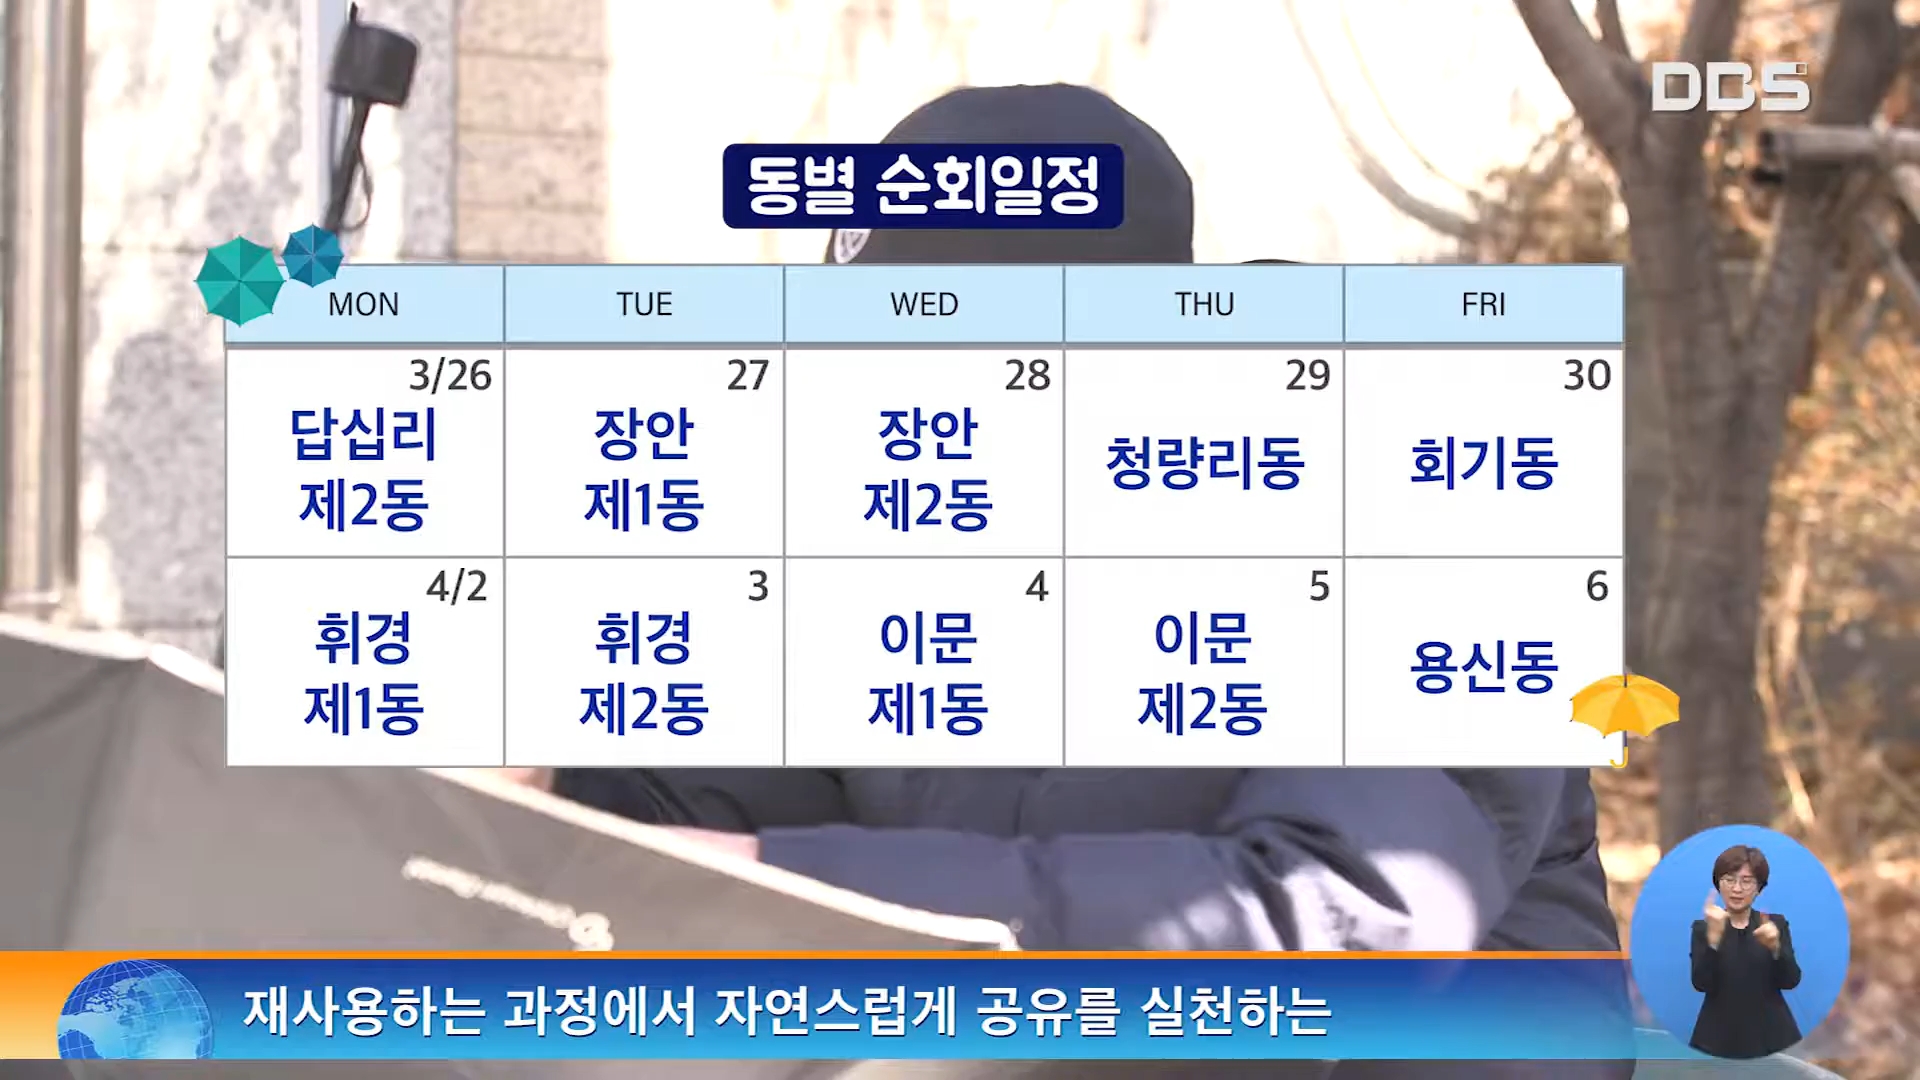 DBS
동별 순회일정
MON TUE WED THU FRI
3/26 27 28 29 30
답십리 제2동
장안 제1동
장안 제2동
청량리동
회기동
4/2 3 4 5 6
휘경 제1동
휘경 제2동
이문 제1동
이문 제2동
용신동
재사용하는 과정에서 자연스럽게 공유를 실천하는